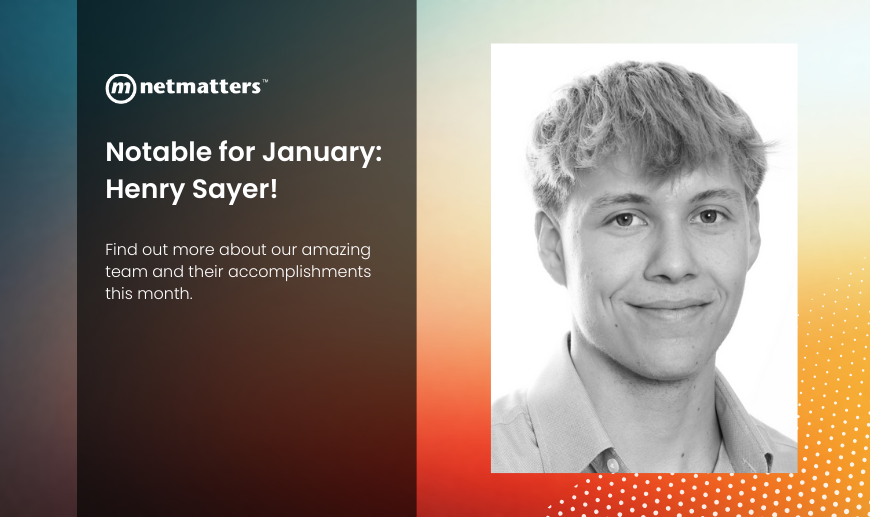 m netmatters™
Notable for January:
Henry Sayer!
Find out more about our amazing
team and their accomplishments
this month.